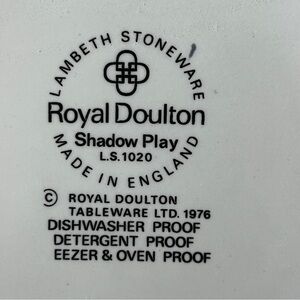 LAMBETH STONEWARE
Royal Doulton
Shadow Play
L.S.1020
MADE IN ENGLAND
© ROYAL DOULTON
TABLEWARE LTD. 1976
DISHWASHER PROOF
DETERGENT PROOF
EEZER & OVEN PROOF